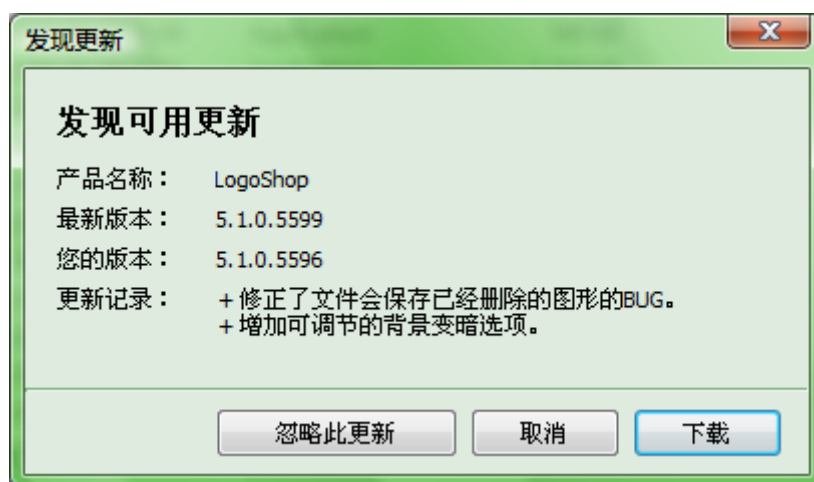 发现更新
X
发现可用更新
产品名称： LogoShop
最新版本： 5.1.0.5599
您的版本： 5.1.0.5596
更新记录： + 修正了文件会保存已经删除的图形的BUG。
+ 增加可调节的背景变暗选项。
忽略此更新 取消 下载